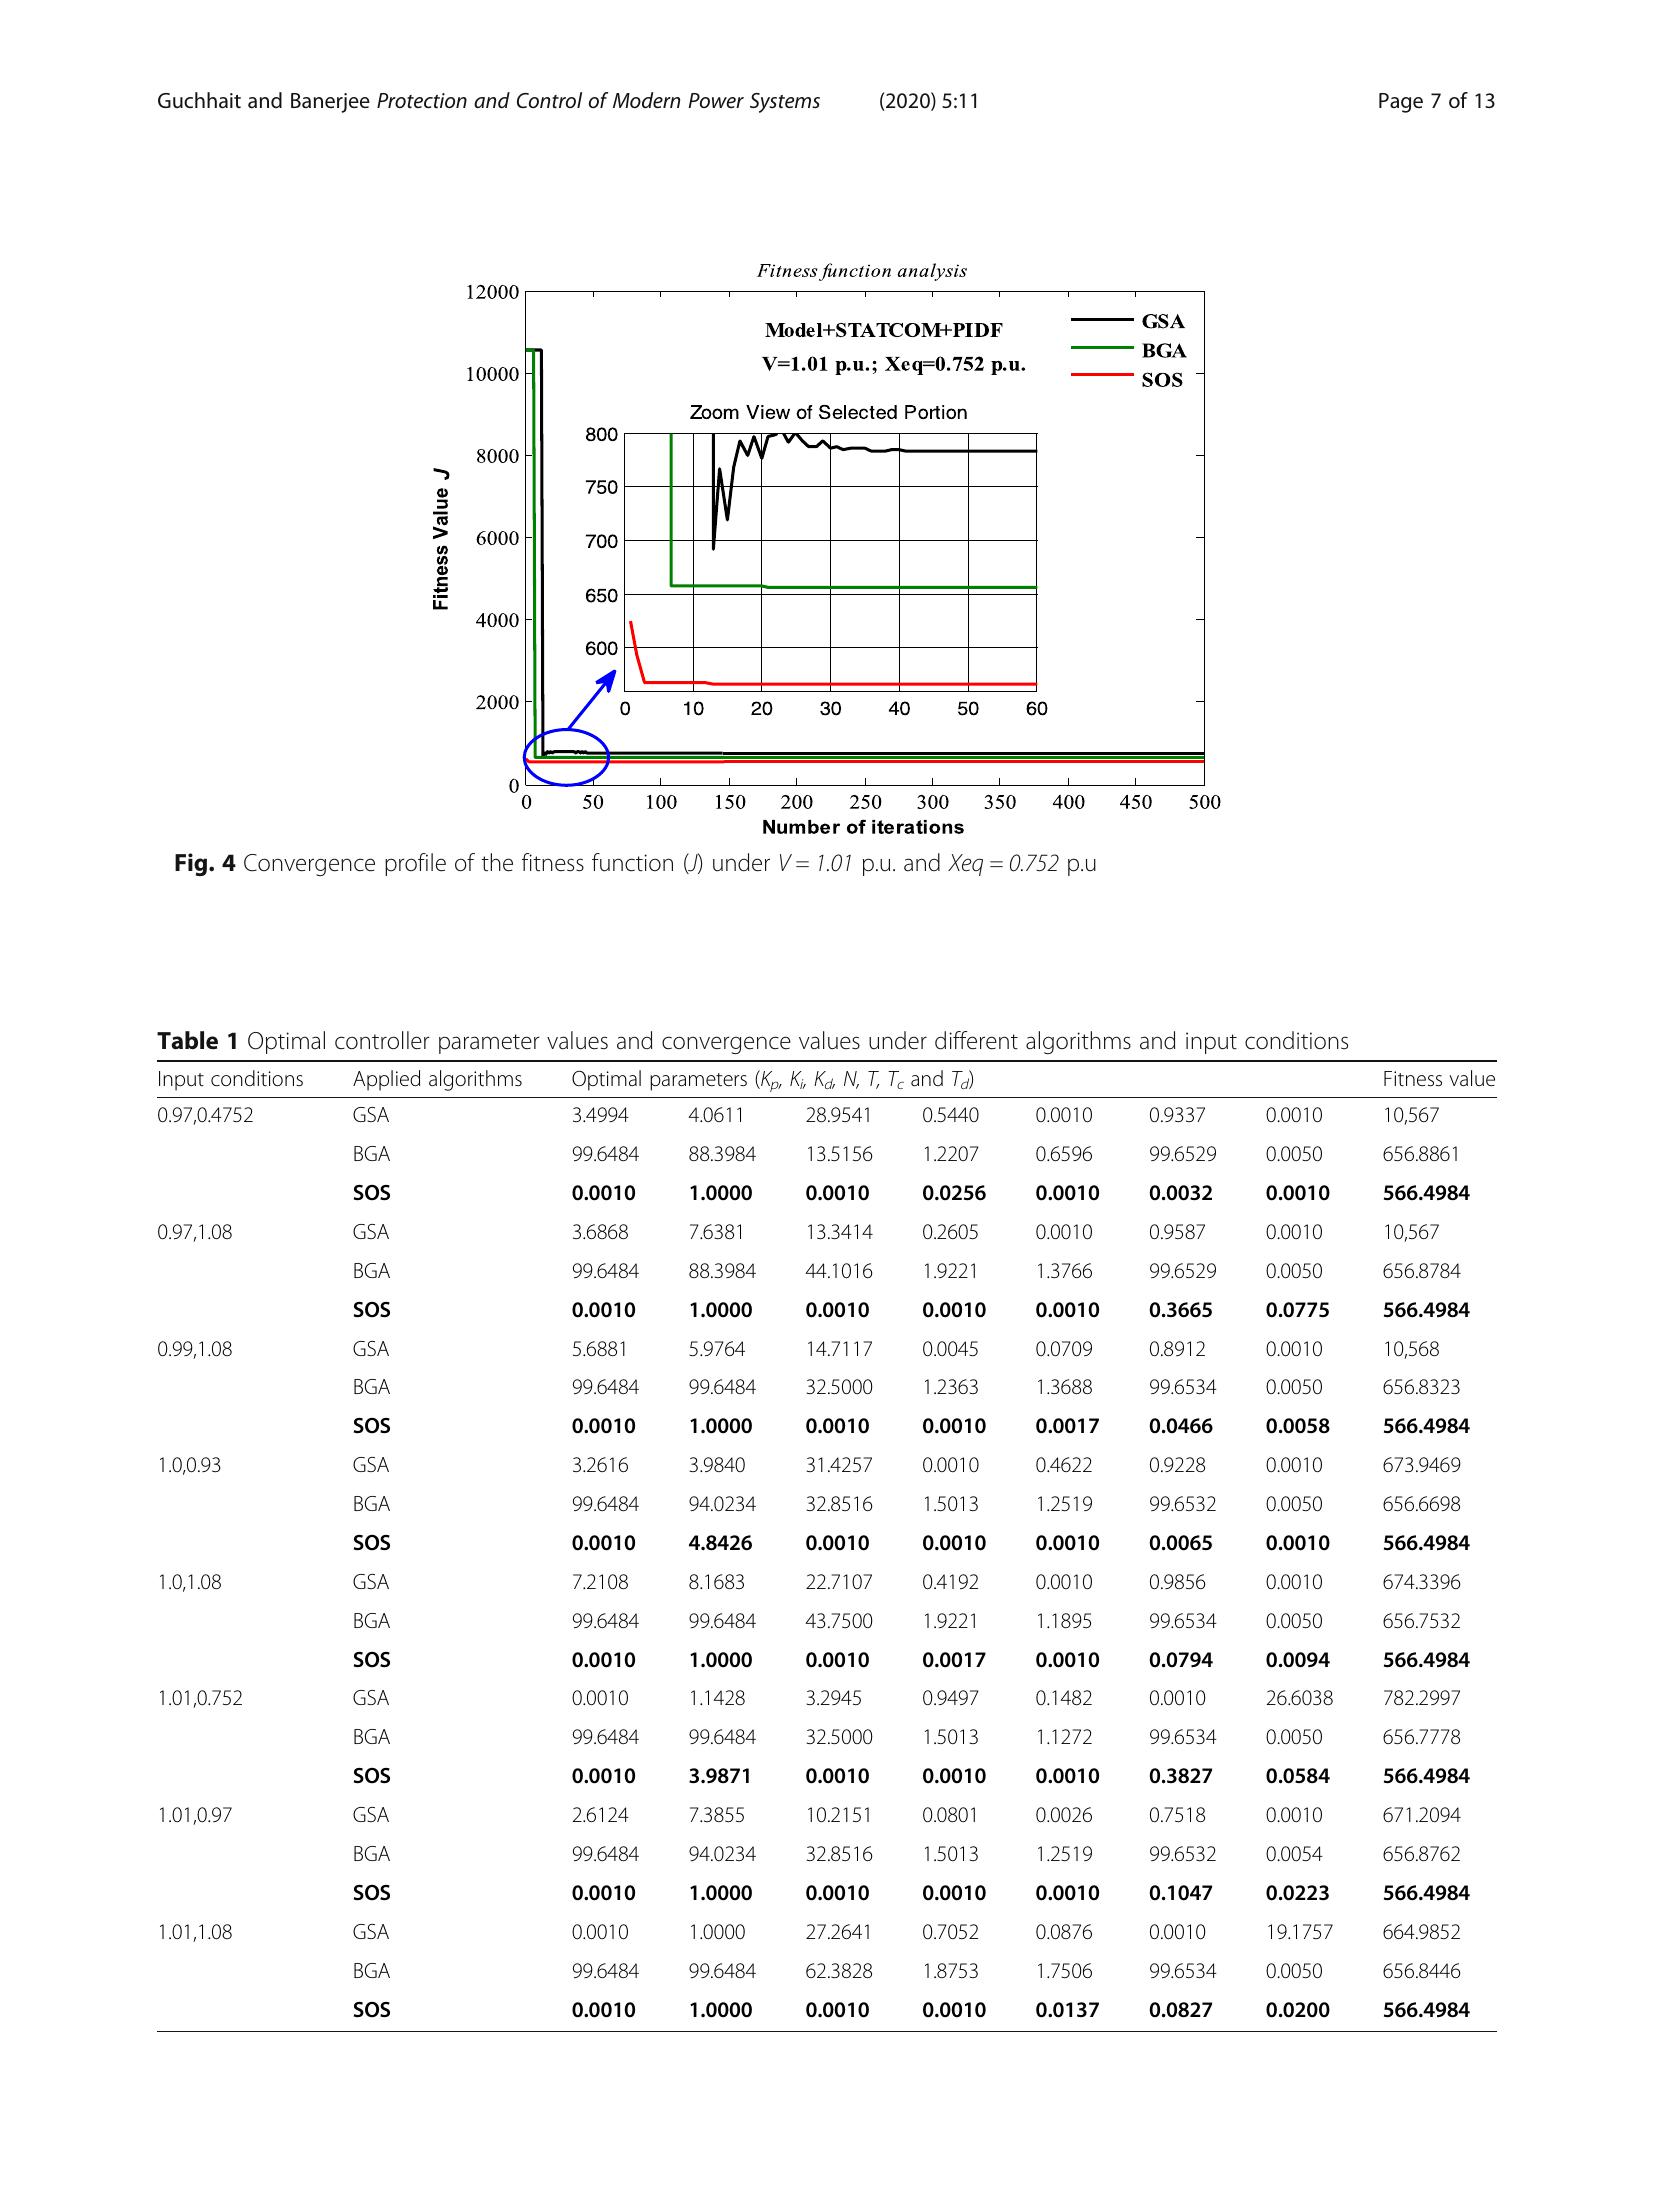 Guchhait and Banerjee Protection and Control of Modern Power Systems (2020) 5:11 Page 7 of 13
Fitness function analysis
12000
10000
8000
6000
4000
2000
0
Fitness Value J
Model+STATCOM+PIDF
V=1.01 p.u.; Xeq=0.752 p.u.
GSA
BGA
SOS
Zoom View of Selected Portion
800
750
700
650
600
0 10 20 30 40 50 60
0 50 100 150 200 250 300 350 400 450 500
Number of iterations
Fig. 4 Convergence profile of the fitness function (J) under V = 1.01 p.u. and Xeq = 0.752 p.u
Table 1 Optimal controller parameter values and convergence values under different algorithms and input conditions
Input conditions Applied algorithms Optimal parameters (Kp, Ki, Kd, N, T, Tc and Td) Fitness value
0.97,0.4752 GSA 3.4994 4.0611 28.9541 0.5440 0.0010 0.9337 0.0010 10,567
BGA 99.6484 88.3984 13.5156 1.2207 0.6596 99.6529 0.0050 656.8861
SOS 0.0010 1.0000 0.0010 0.0256 0.0010 0.0032 0.0010 566.4984
0.97,1.08 GSA 3.6868 7.6381 13.3414 0.2605 0.0010 0.9587 0.0010 10,567
BGA 99.6484 88.3984 44.1016 1.9221 1.3766 99.6529 0.0050 656.8784
SOS 0.0010 1.0000 0.0010 0.0010 0.0010 0.3665 0.0775 566.4984
0.99,1.08 GSA 5.6881 5.9764 14.7117 0.0045 0.0709 0.8912 0.0010 10,568
BGA 99.6484 99.6484 32.5000 1.2363 1.3688 99.6534 0.0050 656.8323
SOS 0.0010 1.0000 0.0010 0.0010 0.0017 0.0466 0.0058 566.4984
1.0,0.93 GSA 3.2616 3.9840 31.4257 0.0010 0.4622 0.9228 0.0010 673.9469
BGA 99.6484 94.0234 32.8516 1.5013 1.2519 99.6532 0.0050 656.6698
SOS 0.0010 4.8426 0.0010 0.0010 0.0010 0.0065 0.0010 566.4984
1.0,1.08 GSA 7.2108 8.1683 22.7107 0.4192 0.0010 0.9856 0.0010 674.3396
BGA 99.6484 99.6484 43.7500 1.9221 1.1895 99.6534 0.0050 656.7532
SOS 0.0010 1.0000 0.0010 0.0017 0.0010 0.0794 0.0094 566.4984
1.01,0.752 GSA 0.0010 1.1428 3.2945 0.9497 0.1482 0.0010 26.6038 782.2997
BGA 99.6484 99.6484 32.5000 1.5013 1.1272 99.6534 0.0050 656.7778
SOS 0.0010 3.9871 0.0010 0.0010 0.0010 0.3827 0.0584 566.4984
1.01,0.97 GSA 2.6124 7.3855 10.2151 0.0801 0.0026 0.7518 0.0010 671.2094
BGA 99.6484 94.0234 32.8516 1.5013 1.2519 99.6532 0.0054 656.8762
SOS 0.0010 1.0000 0.0010 0.0010 0.0010 0.1047 0.0223 566.4984
1.01,1.08 GSA 0.0010 1.0000 27.2641 0.7052 0.0876 0.0010 19.1757 664.9852
BGA 99.6484 99.6484 62.3828 1.8753 1.7506 99.6534 0.0050 656.8446
SOS 0.0010 1.0000 0.0010 0.0010 0.0137 0.0827 0.0200 566.4984